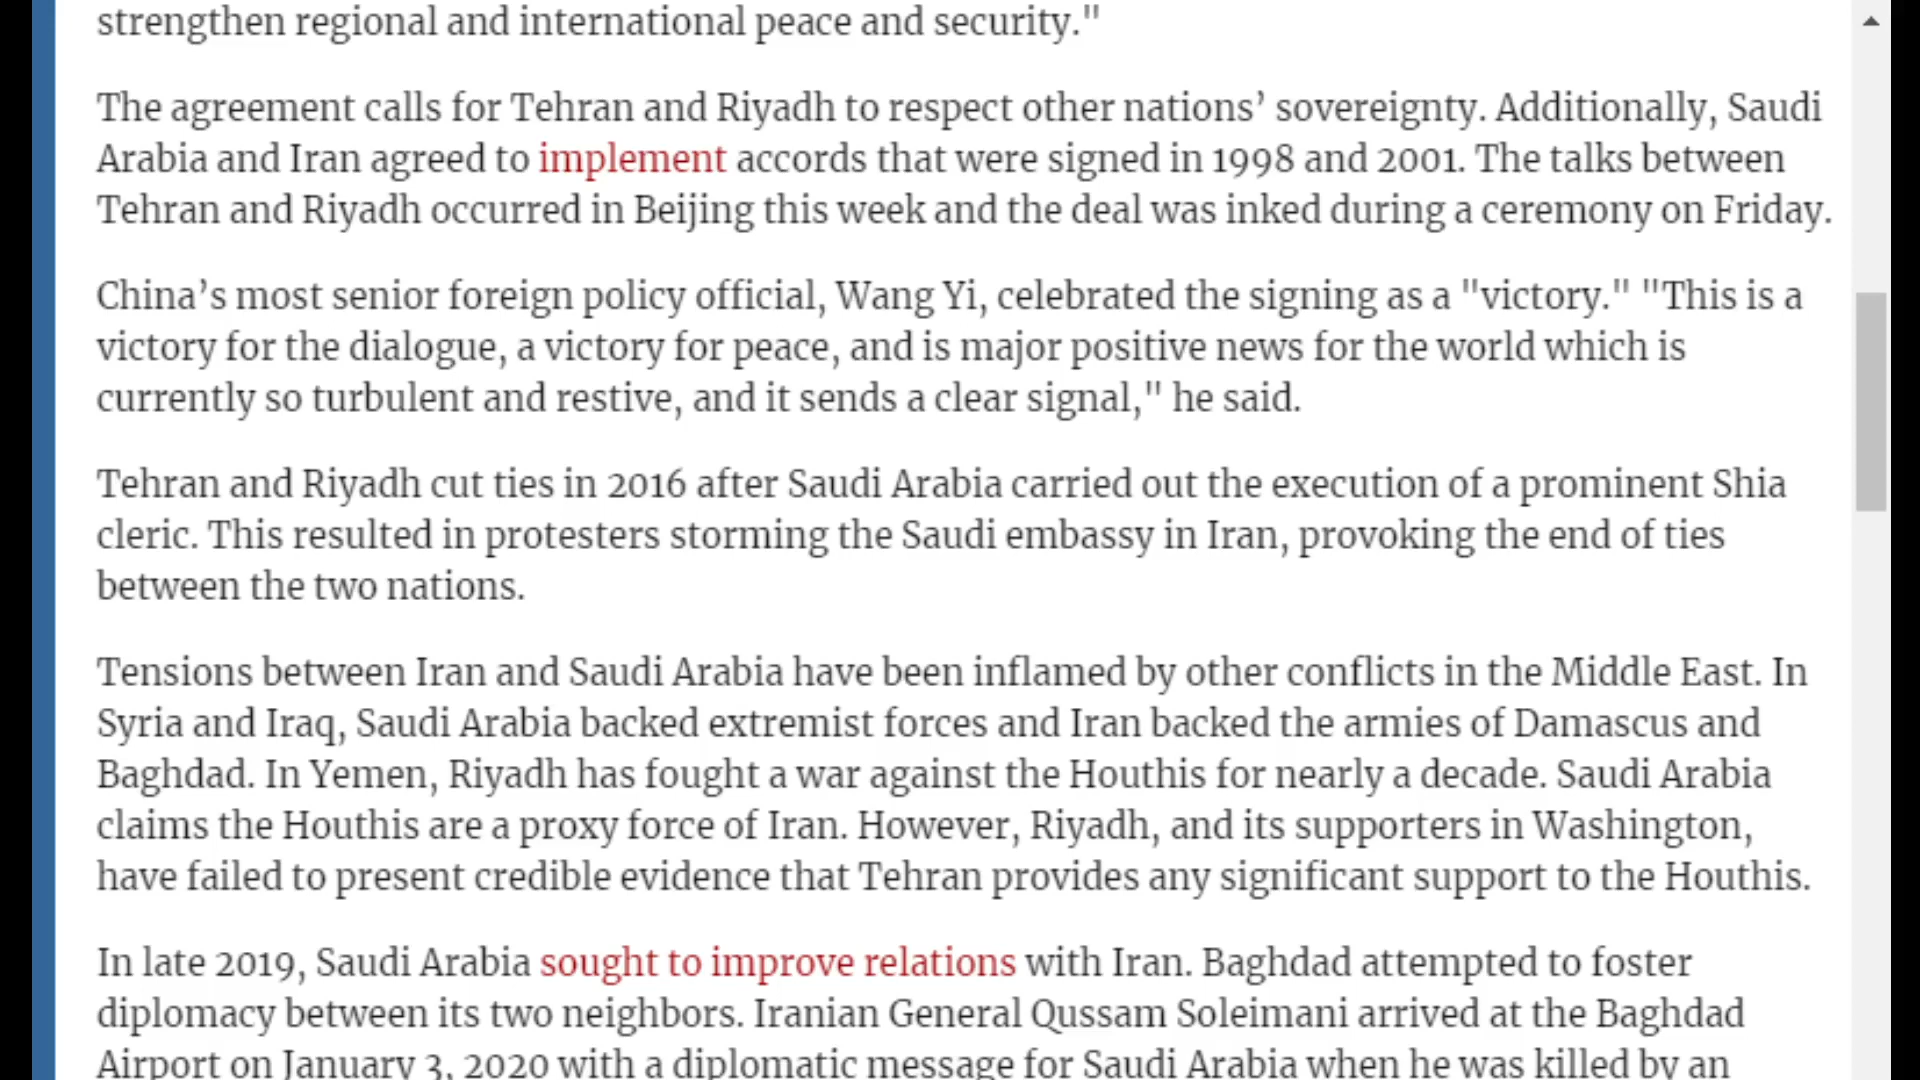 strengthen regional and international peace and security."
The agreement calls for Tehran and Riyadh to respect other nations’ sovereignty. Additionally, Saudi
Arabia and Iran agreed to implement accords that were signed in 1998 and 2001. The talks between
Tehran and Riyadh occurred in Beijing this week and the deal was inked during a ceremony on Friday.
China’s most senior foreign policy official, Wang Yi, celebrated the signing as a "victory." "This is a
victory for the dialogue, a victory for peace, and is major positive news for the world which is
currently so turbulent and restive, and it sends a clear signal," he said.
Tehran and Riyadh cut ties in 2016 after Saudi Arabia carried out the execution of a prominent Shia
cleric. This resulted in protesters storming the Saudi embassy in Iran, provoking the end of ties
between the two nations.
Tensions between Iran and Saudi Arabia have been inflamed by other conflicts in the Middle East. In
Syria and Iraq, Saudi Arabia backed extremist forces and Iran backed the armies of Damascus and
Baghdad. In Yemen, Riyadh has fought a war against the Houthis for nearly a decade. Saudi Arabia
claims the Houthis are a proxy force of Iran. However, Riyadh, and its supporters in Washington,
have failed to present credible evidence that Tehran provides any significant support to the Houthis.
In late 2019, Saudi Arabia sought to improve relations with Iran. Baghdad attempted to foster
diplomacy between its two neighbors. Iranian General Qussam Soleimani arrived at the Baghdad
Airport on January 3, 2020 with a diplomatic message for Saudi Arabia when he was killed by an